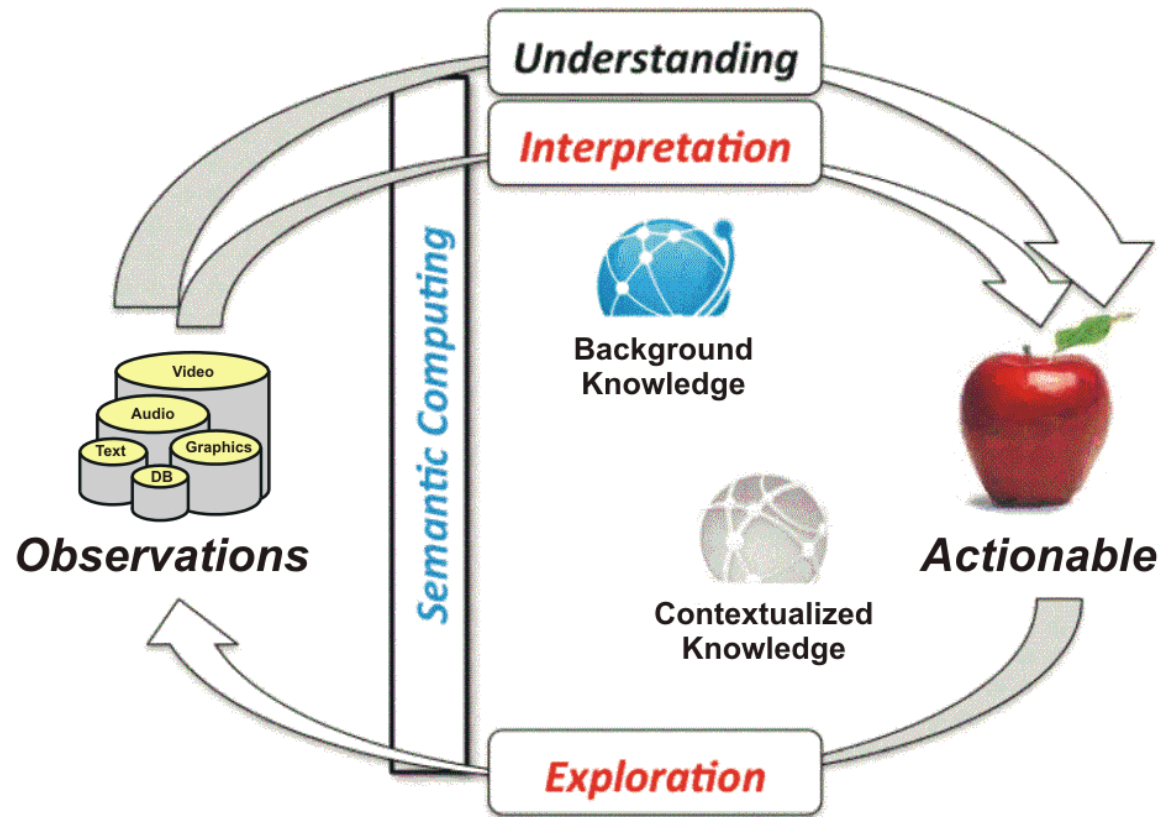 Understanding
Interpretation
Semantic Computing
Background
Knowledge
Video
Audio
Text
Graphics
DB
Observations
Actionable
Contextualized
Knowledge
Exploration